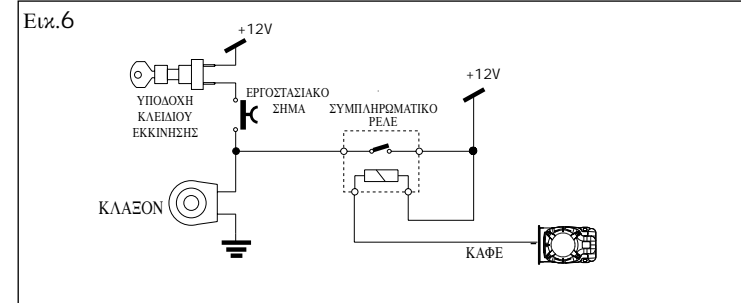 Εικ.6
+12V
+12V
ΥΠΟΔΟΧΗ
ΚΛΕΙΔΙΟΥ
ΕΚΚΙΝΗΣΗΣ
ΕΡΓΟΣΤΑΣΙΑΚΟ
ΣΗΜΑ
ΣΥΜΠΛΗΡΩΜΑΤΙΚΟ
ΡΕΛΕ
ΚΛΑΞΟΝ
ΚΑΦΕ